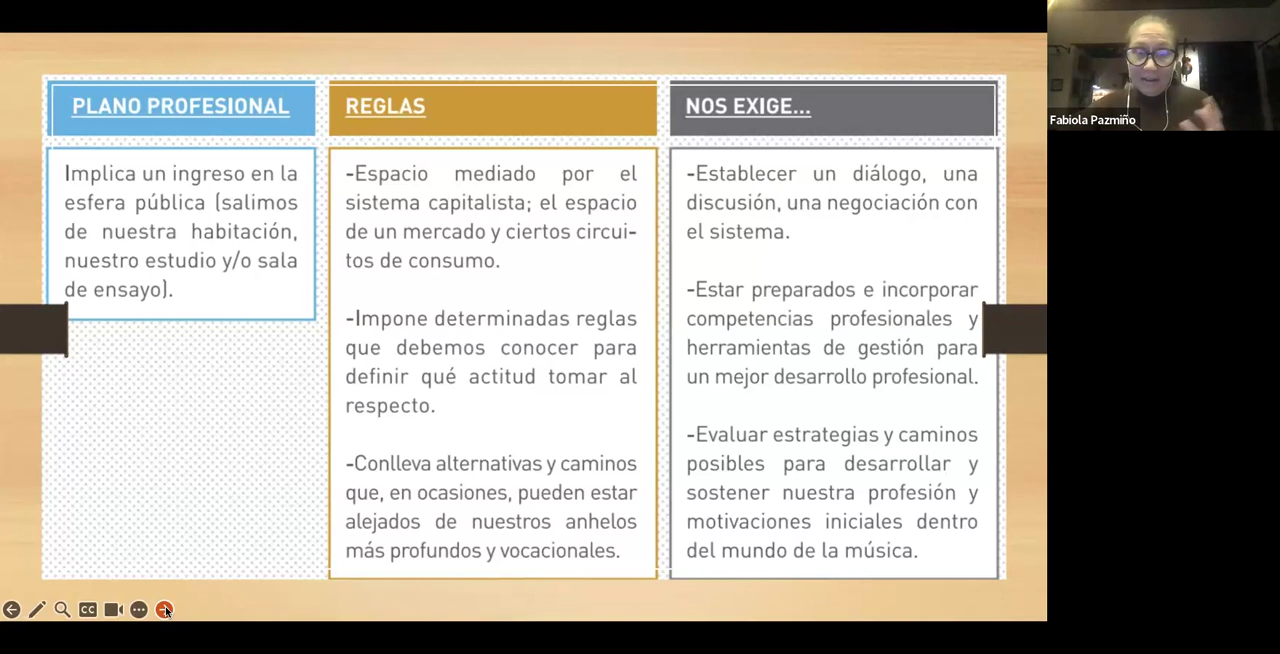 PLANO PROFESIONAL
Implica un ingreso en la
esfera pública (salimos
de nuestra habitación,
nuestro estudio y/o sala
de ensayo).
REGLAS
-Espacio mediado por el
sistema capitalista; el espacio
de un mercado y ciertos circui-
tos de consumo.
-Impone determinadas reglas
que debemos conocer para
definir qué actitud tomar al
respecto.
-Conlleva alternativas y caminos
que, en ocasiones, pueden estar
alejados de nuestros anhelos
más profundos y vocacionales.
NOS EXIGE...
-Establecer un diálogo, una
discusión, una negociación con
el sistema.
-Estar preparados e incorporar
competencias profesionales y
herramientas de gestión para
un mejor desarrollo profesional.
-Evaluar estrategias y caminos
posibles para desarrollar y
sostener nuestra profesión y
motivaciones iniciales dentro
del mundo de la música.
Fabiola Pazmiño
CC